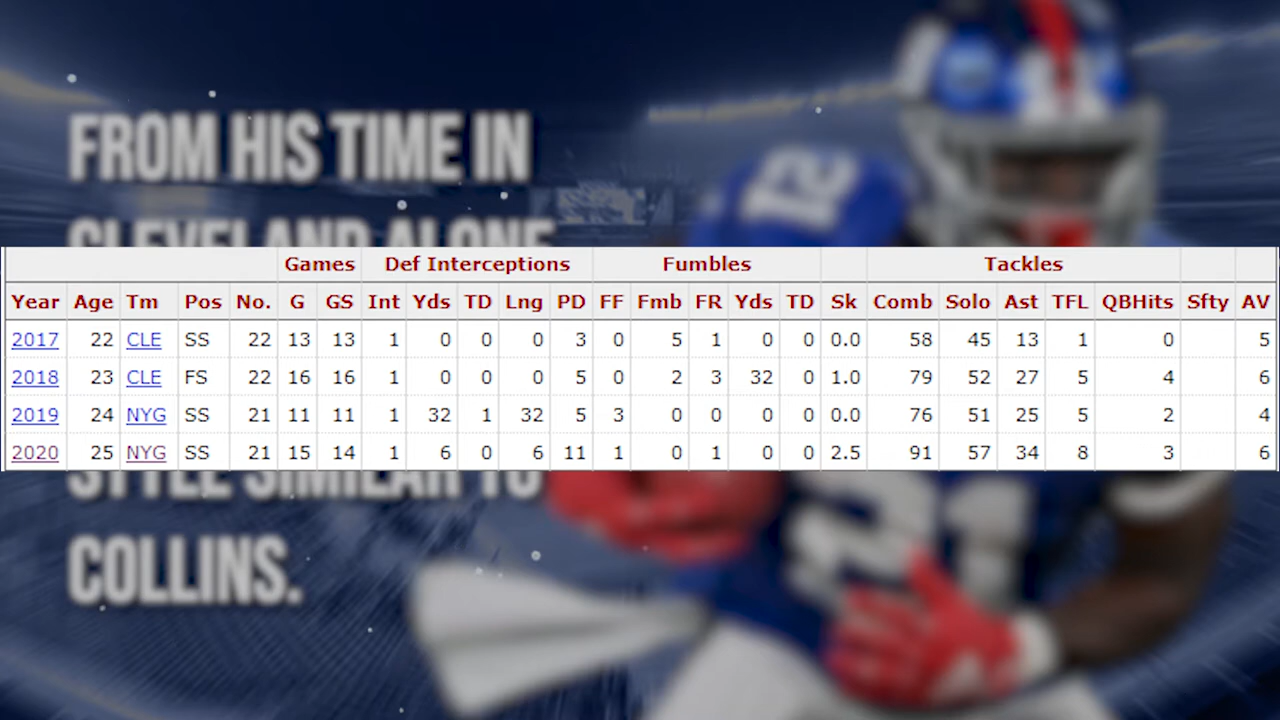 FROM HIS TIME IN
CLEVELAND ALONE
12
Games Def Interceptions Fumbles Tackles
Year Age Tm Pos No. G GS Int Yds TD Lng PD FF Fmb FR Yds TD Sk Comb Solo Ast TFL QBHits Sfty AV
2017 22 CLE SS 22 13 13 1 0 0 0 3 0 5 1 0 0 0.0 58 45 13 1 0 5
2018 23 CLE FS 22 16 16 1 0 0 0 5 0 2 3 32 0 1.0 79 52 27 5 4 6
2019 24 NYG SS 21 11 11 1 32 1 32 5 3 0 0 0 0 0.0 76 51 25 5 2 4
2020 25 NYG SS 21 15 14 1 6 0 6 11 1 0 1 0 0 2.5 91 57 34 8 3 6
STYLE SIMILAR TO
COLLINS.
21